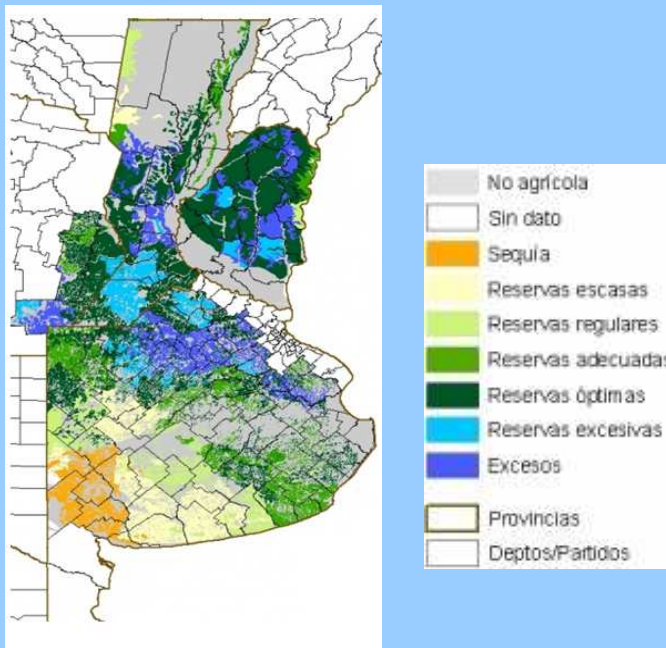 No agrícola
Sin dato
Sequía
Reservas escasas
Reservas regulares
Reservas adecuadas
Reservas óptimas
Reservas excesivas
Excesos
Provincias
Deptos/Partidos